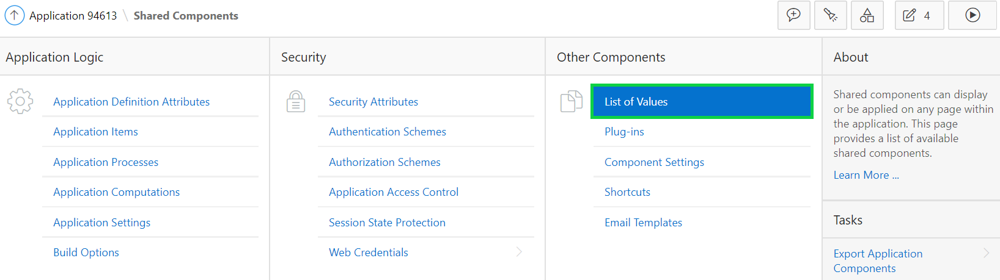 Application 94613 \ Shared Components
4
Application Logic
Application Definition Attributes
Application Items
Application Processes
Application Computations
Application Settings
Build Options
Security
Security Attributes
Authentication Schemes
Authorization Schemes
Application Access Control
Session State Protection
Web Credentials
Other Components
List of Values
Plug-ins
Component Settings
Shortcuts
Email Templates
About
Shared components can display
or be applied on any page within
the application. This page
provides a list of available
shared components.
Learn More ...
Tasks
Export Application
Components